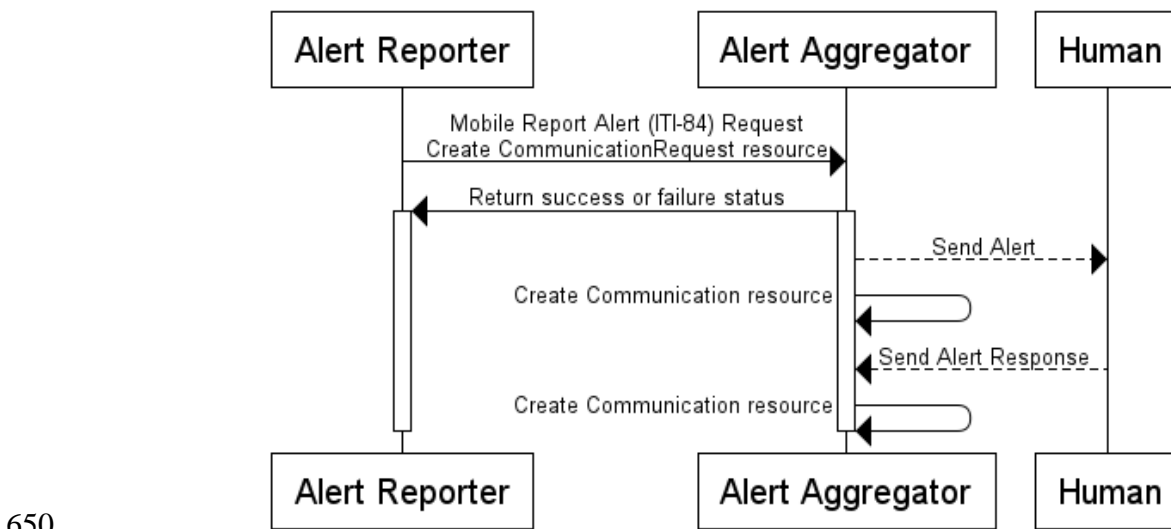 Alert Reporter
Alert Aggregator
Human
Mobile Report Alert (ITI-84) Request
Create CommunicationRequest resource
Return success or failure status
Send Alert
Create Communication resource
Send Alert Response
Create Communication resource
Alert Reporter
Alert Aggregator
Human
650